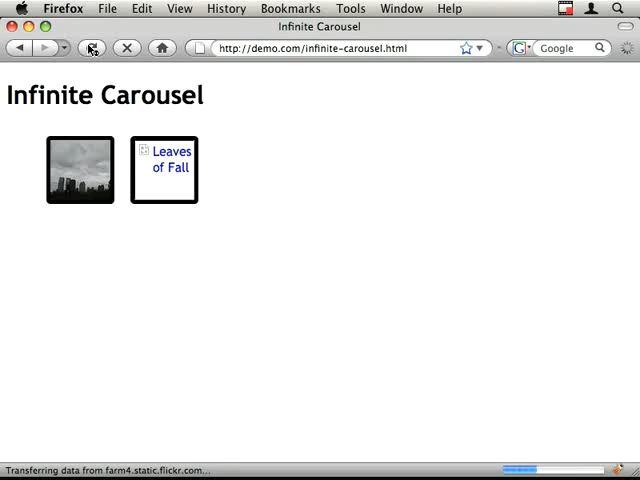 Firefox File Edit View History Bookmarks Tools Window Help
Infinite Carousel
http://demo.com/infinite-carousel.html
Google
Infinite Carousel
Leaves
of Fall
Transferring data from farm4.static.flickr.com...